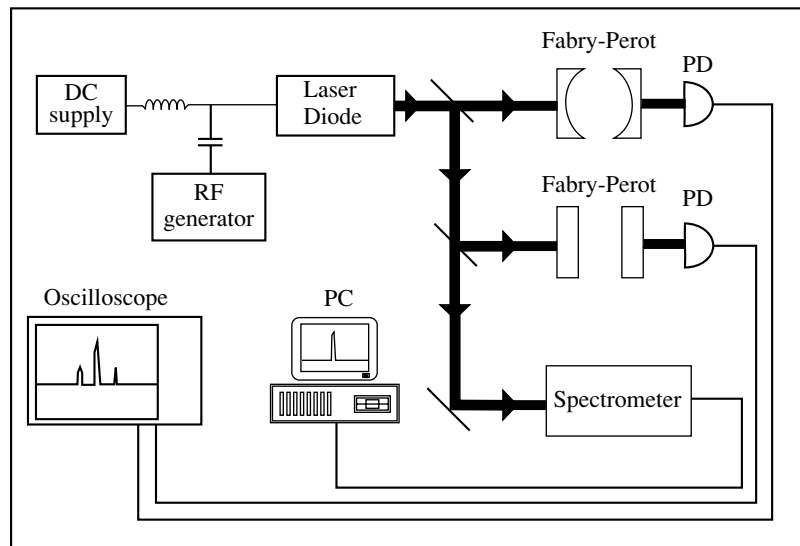 Fabry-Perot
PD
DC
supply
Laser
Diode
RF
generator
Fabry-Perot
PD
Oscilloscope
PC
Spectrometer